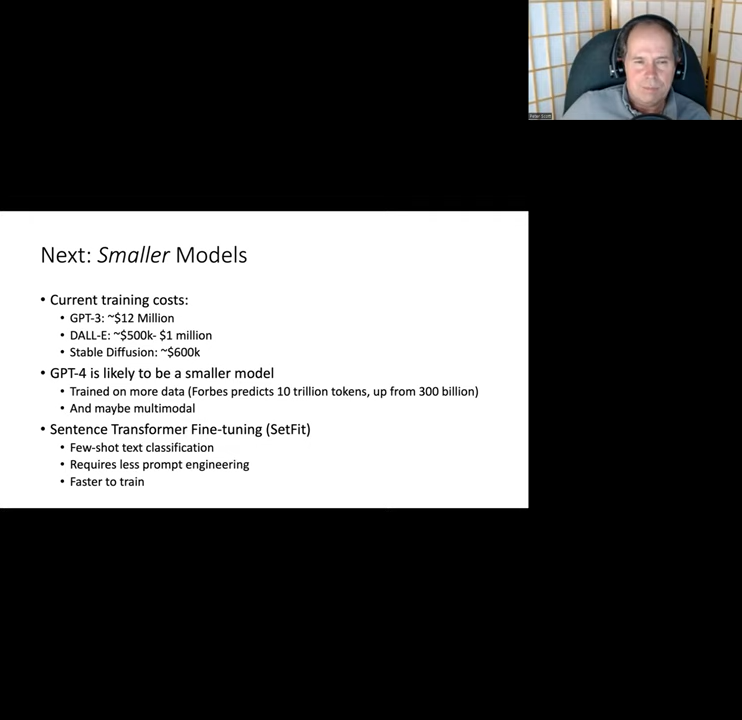 Peter Scott
Next: Smaller Models
• Current training costs:
• GPT-3: ~$12 Million
• DALL-E: ~$500k- $1 million
• Stable Diffusion: ~$600k
• GPT-4 is likely to be a smaller model
• Trained on more data (Forbes predicts 10 trillion tokens, up from 300 billion)
• And maybe multimodal
• Sentence Transformer Fine-tuning (SetFit)
• Few-shot text classification
• Requires less prompt engineering
• Faster to train